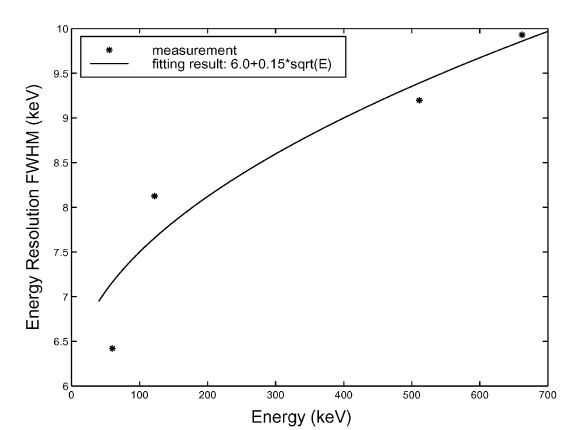 10
9.5
9
8.5
8
7.5
7
6.5
6
0 100 200 300 400 500 600 700
Energy Resolution FWHM (keV)
Energy (keV)
measurement
fitting result: 6.0+0.15*sqrt(E)